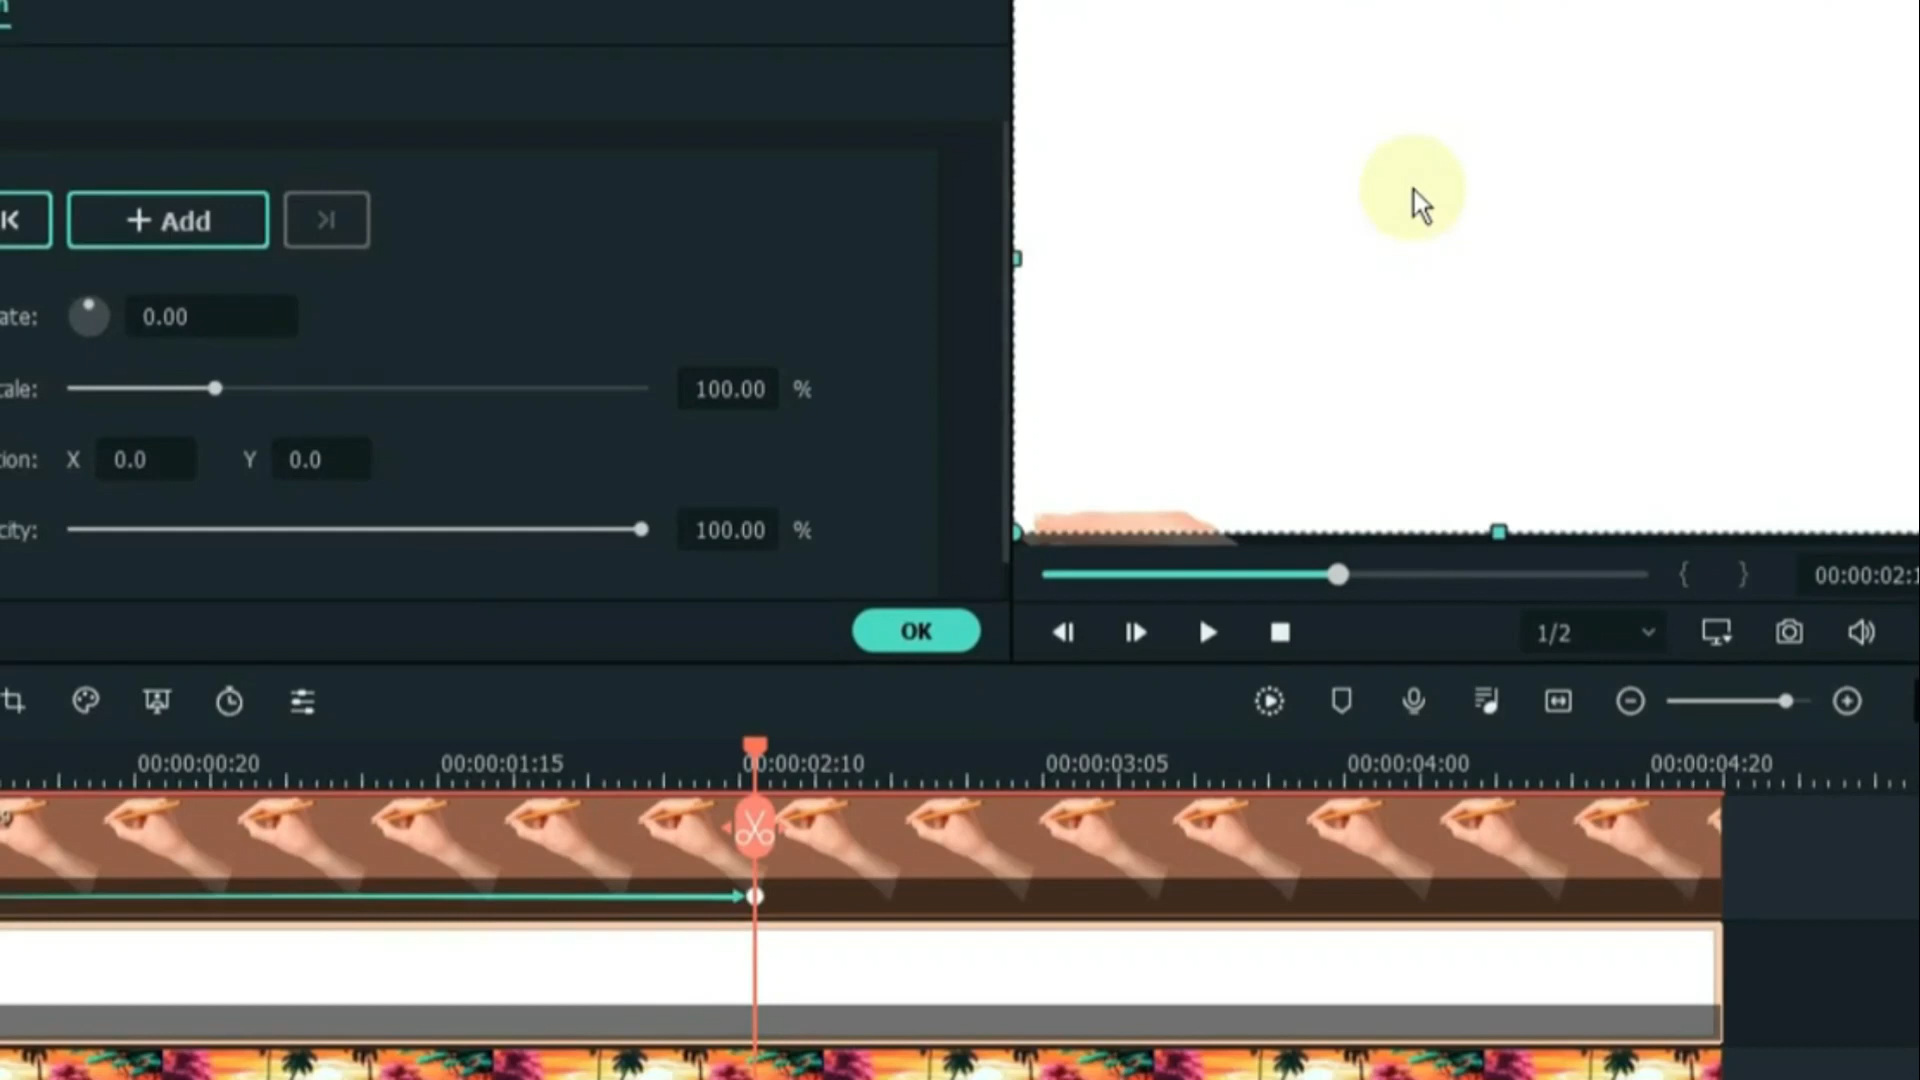 + Add
ate: 0.00
cale: 100.00 %
tion: X 0.0 Y 0.0
city: 100.00 %
{ } 00:00:02:1
OK
1/2
00:00:00:20 00:00:01:15 00:00:02:10 00:00:03:05 00:00:04:00 00:00:04:20